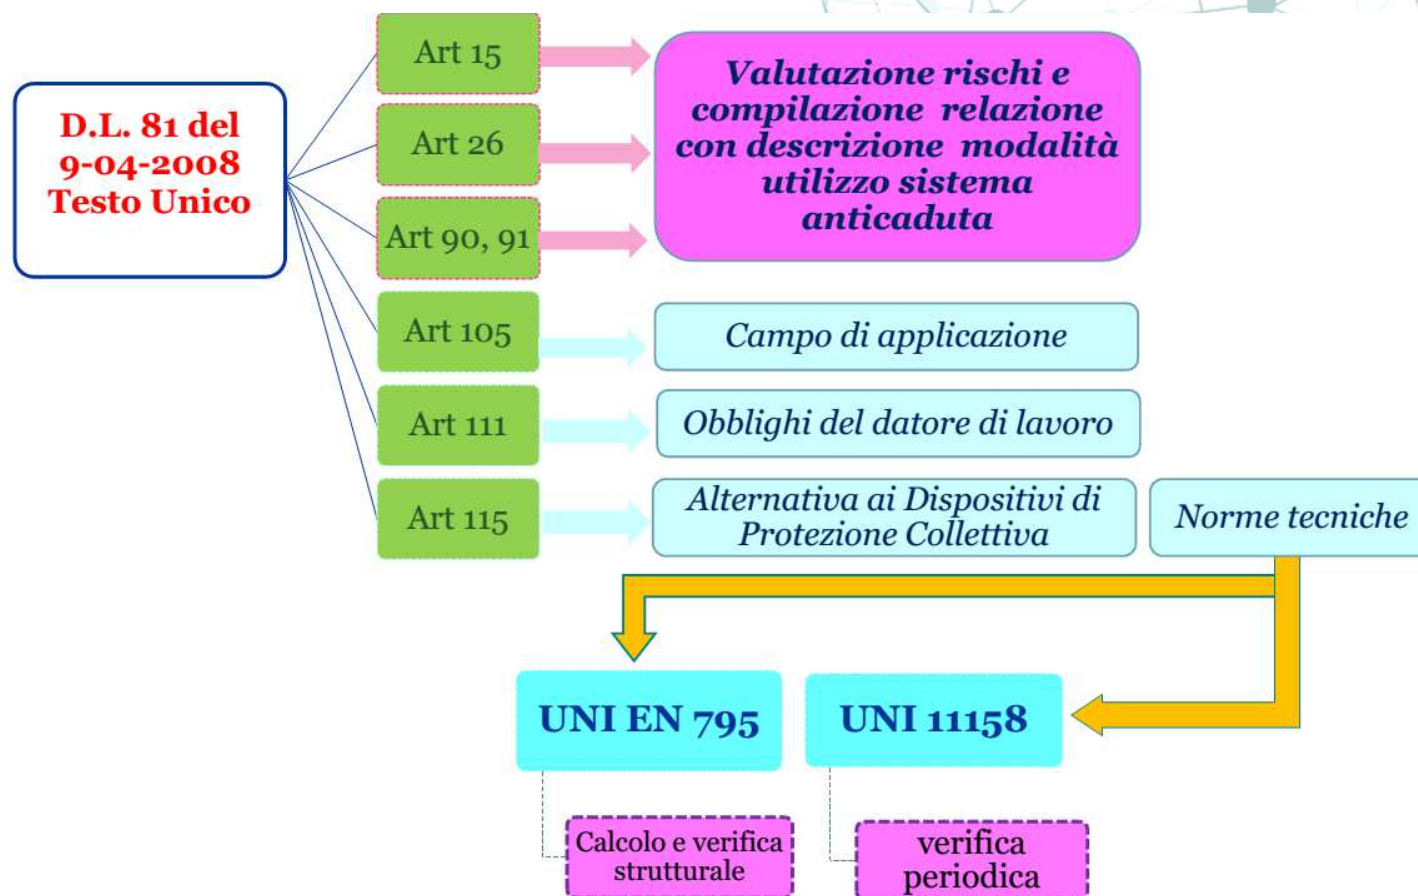 D.L. 81 del
9-04-2008
Testo Unico
Art 15
Art 26
Art 90, 91
Valutazione rischi e
compilazione relazione
con descrizione modalità
utilizzo sistema
anticaduta
Art 105
Campo di applicazione
Art 111
Obblighi del datore di lavoro
Art 115
Alternativa ai Dispositivi di
Protezione Collettiva
Norme tecniche
UNI EN 795
UNI 11158
Calcolo e verifica
strutturale
verifica
periodica